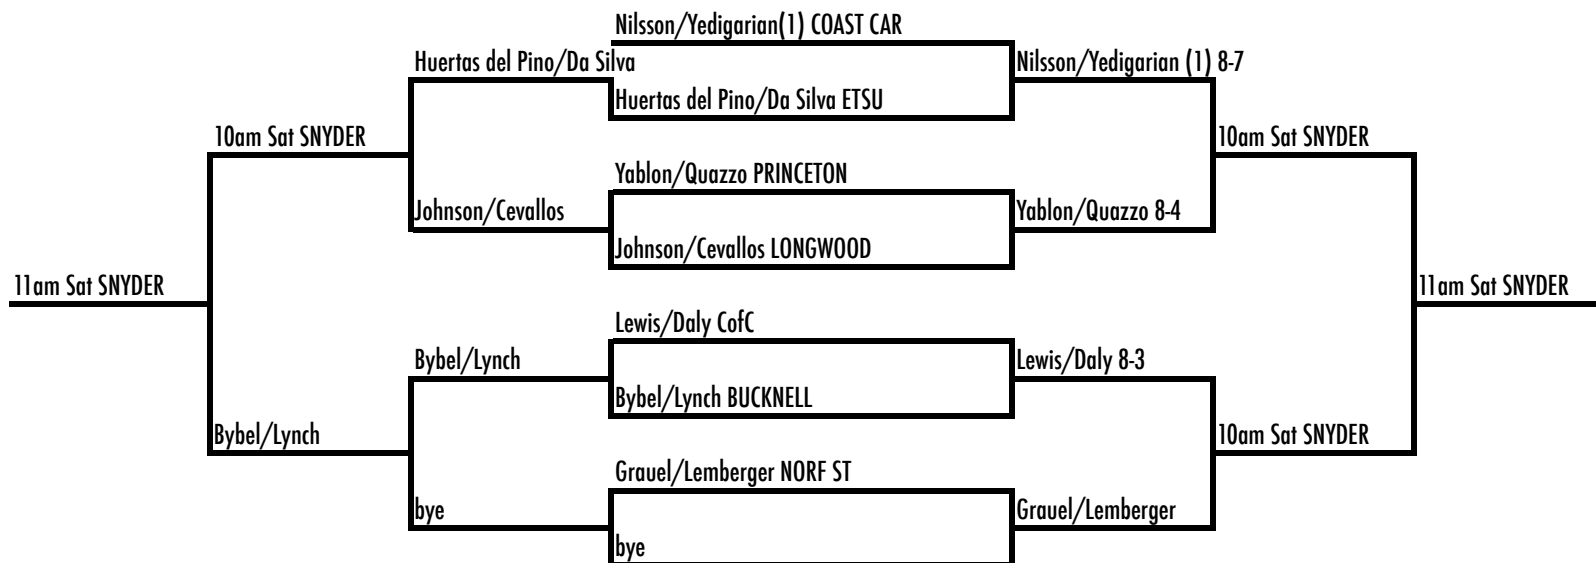 Nilsson/Yedigarian(1) COAST CAR
Huertas del Pino/Da Silva
Nilsson/Yedigarian (1) 8-7
Huertas del Pino/Da Silva ETSU
10am Sat SNYDER
10am Sat SNYDER
Yablon/Quazzo PRINCETON
Johnson/Cevallos
Yablon/Quazzo 8-4
Johnson/Cevallos LONGWOOD
11am Sat SNYDER
11am Sat SNYDER
Lewis/Daly CofC
Bybel/Lynch
Lewis/Daly 8-3
Bybel/Lynch BUCKNELL
Bybel/Lynch
10am Sat SNYDER
Grauel/Lemberger NORF ST
bye
Grauel/Lemberger
bye